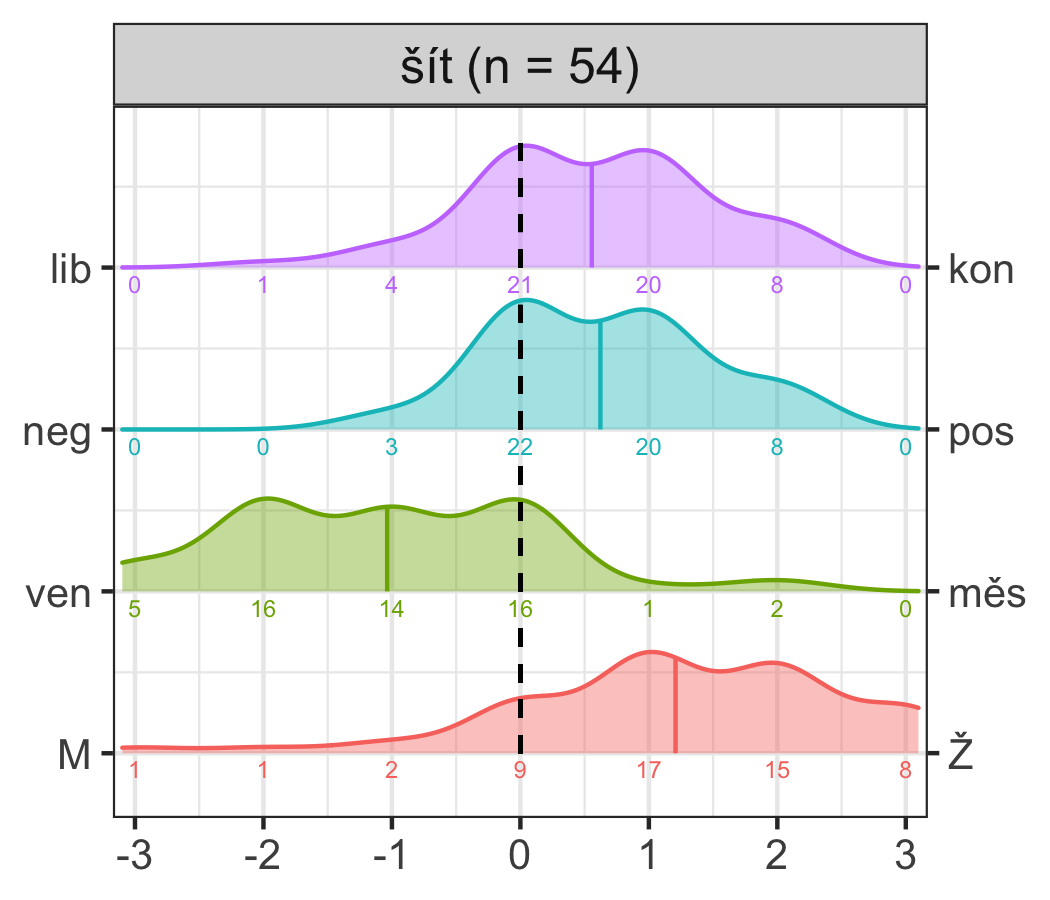 šít (n = 54)
lib kon
0 1 4 21 20 8 0
neg pos
0 0 3 22 20 8 0
ven měs
5 16 14 16 1 2 0
M Ž
1 1 2 9 17 15 8
-3 -2 -1 0 1 2 3